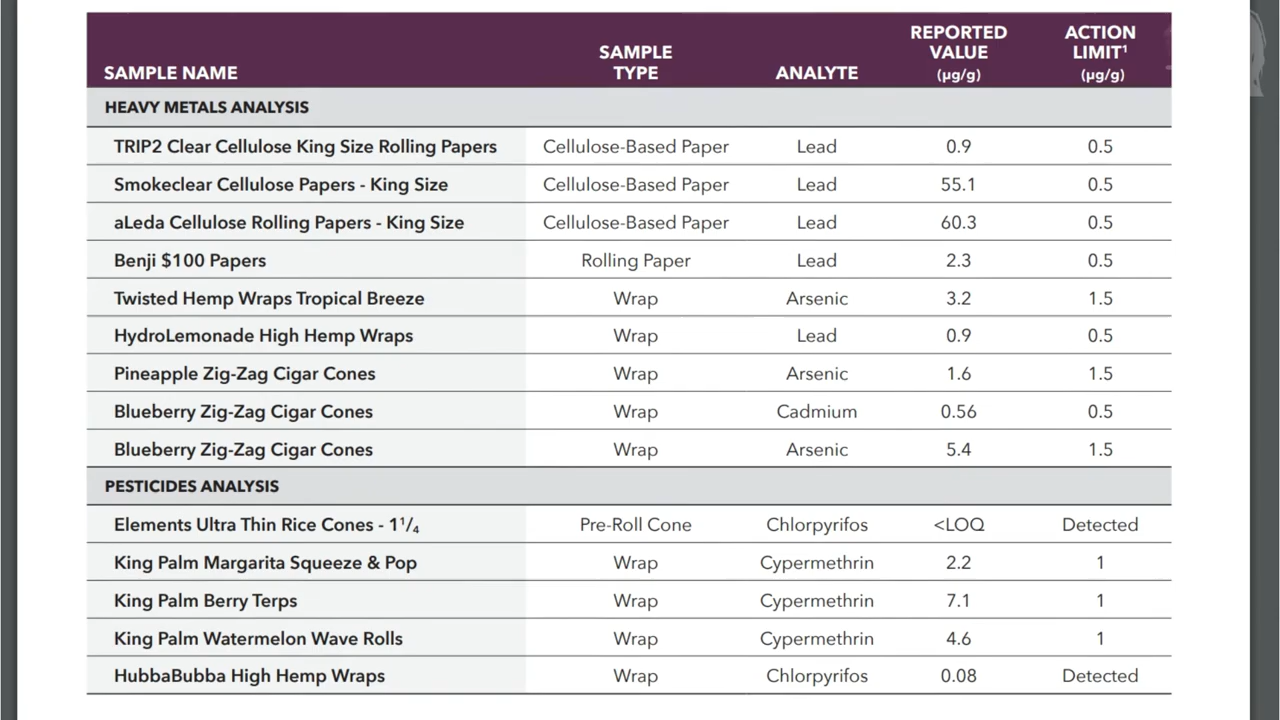 SAMPLE NAME SAMPLE TYPE ANALYTE REPORTED VALUE (µg/g) ACTION LIMIT¹ (µg/g)
HEAVY METALS ANALYSIS
TRIP2 Clear Cellulose King Size Rolling Papers Cellulose-Based Paper Lead 0.9 0.5
Smokeclear Cellulose Papers - King Size Cellulose-Based Paper Lead 55.1 0.5
aLeda Cellulose Rolling Papers - King Size Cellulose-Based Paper Lead 60.3 0.5
Benji $100 Papers Rolling Paper Lead 2.3 0.5
Twisted Hemp Wraps Tropical Breeze Wrap Arsenic 3.2 1.5
HydroLemonade High Hemp Wraps Wrap Lead 0.9 0.5
Pineapple Zig-Zag Cigar Cones Wrap Arsenic 1.6 1.5
Blueberry Zig-Zag Cigar Cones Wrap Cadmium 0.56 0.5
Blueberry Zig-Zag Cigar Cones Wrap Arsenic 5.4 1.5
PESTICIDES ANALYSIS
Elements Ultra Thin Rice Cones - 1¹/₄ Pre-Roll Cone Chlorpyrifos <LOQ Detected
King Palm Margarita Squeeze & Pop Wrap Cypermethrin 2.2 1
King Palm Berry Terps Wrap Cypermethrin 7.1 1
King Palm Watermelon Wave Rolls Wrap Cypermethrin 4.6 1
HubbaBubba High Hemp Wraps Wrap Chlorpyrifos 0.08 Detected